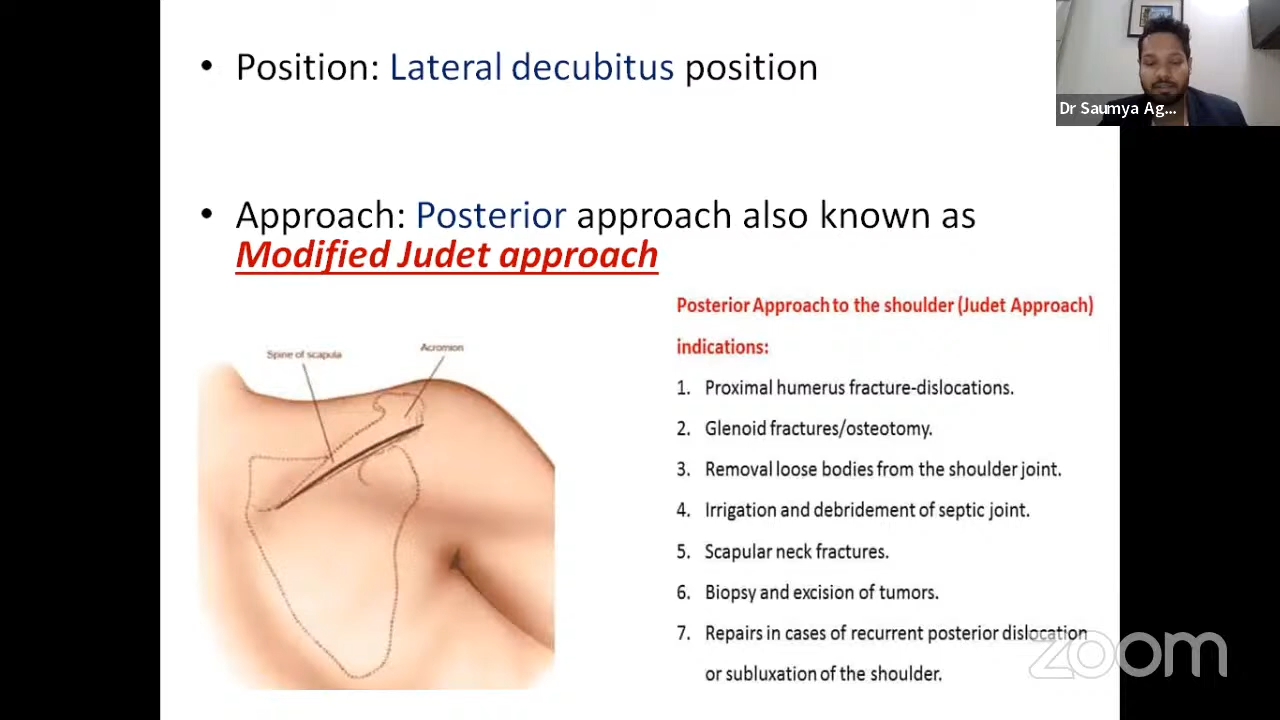 • Position: Lateral decubitus position
Dr Saumya Ag...
• Approach: Posterior approach also known as
Modified Judet approach
Spine of scapula
Acromion
Posterior Approach to the shoulder (Judet Approach)
indications:
1. Proximal humerus fracture-dislocations.
2. Glenoid fractures/osteotomy.
3. Removal loose bodies from the shoulder joint.
4. Irrigation and debridement of septic joint.
5. Scapular neck fractures.
6. Biopsy and excision of tumors.
7. Repairs in cases of recurrent posterior dislocation
or subluxation of the shoulder.
zoom